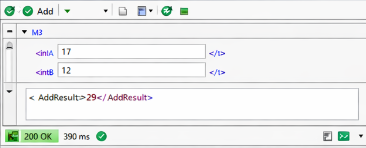 Add
M3
<intA 17 </t>
<intB 12 </t>
< AddResult>29</AddResult>
200 OK 390 ms